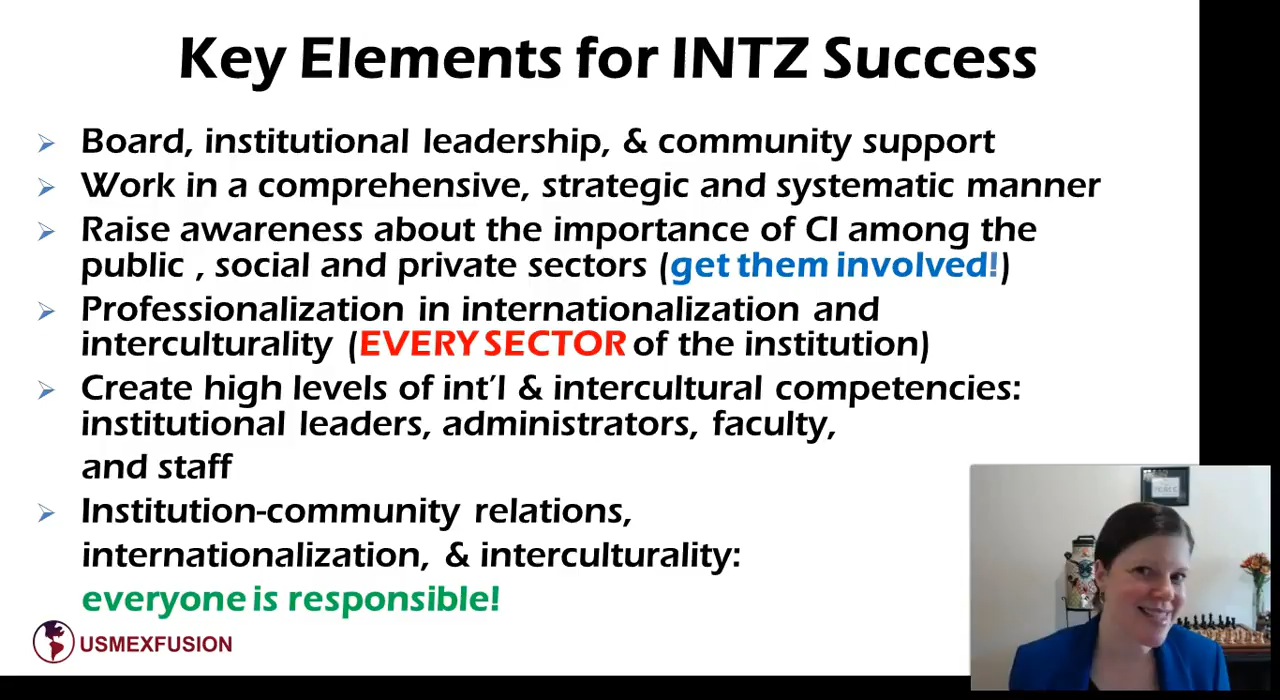 Key Elements for INTZ Success
Board, institutional leadership, & community support
Work in a comprehensive, strategic and systematic manner
Raise awareness about the importance of CI among the
public , social and private sectors (get them involved!)
Professionalization in internationalization and
interculturality (EVERY SECTOR of the institution)
Create high levels of int’l & intercultural competencies:
institutional leaders, administrators, faculty,
and staff
Institution-community relations,
internationalization, & interculturality:
everyone is responsible!
USMEXFUSION